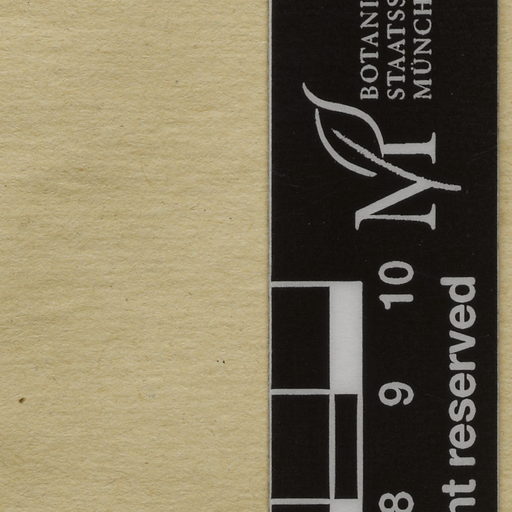 BOTANI
STAATSS
MÜNCH
M
10
9
8
nt reserved